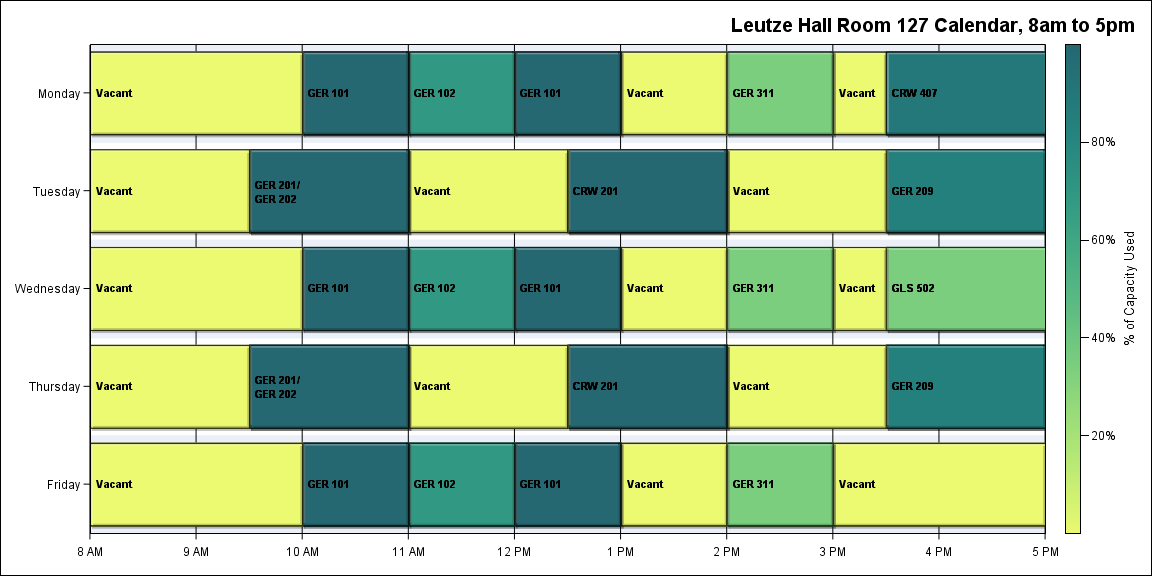 Leutze Hall Room 127 Calendar, 8am to 5pm
Monday
Vacant
GER 101
GER 102
GER 101
Vacant
GER 311
Vacant
CRW 407
Tuesday
Vacant
GER 201/
GER 202
Vacant
CRW 201
Vacant
GER 209
Wednesday
Vacant
GER 101
GER 102
GER 101
Vacant
GER 311
Vacant
GLS 502
Thursday
Vacant
GER 201/
GER 202
Vacant
CRW 201
Vacant
GER 209
Friday
Vacant
GER 101
GER 102
GER 101
Vacant
GER 311
Vacant
8 AM
9 AM
10 AM
11 AM
12 PM
1 PM
2 PM
3 PM
4 PM
5 PM
80%
60%
40%
20%
% of Capacity Used